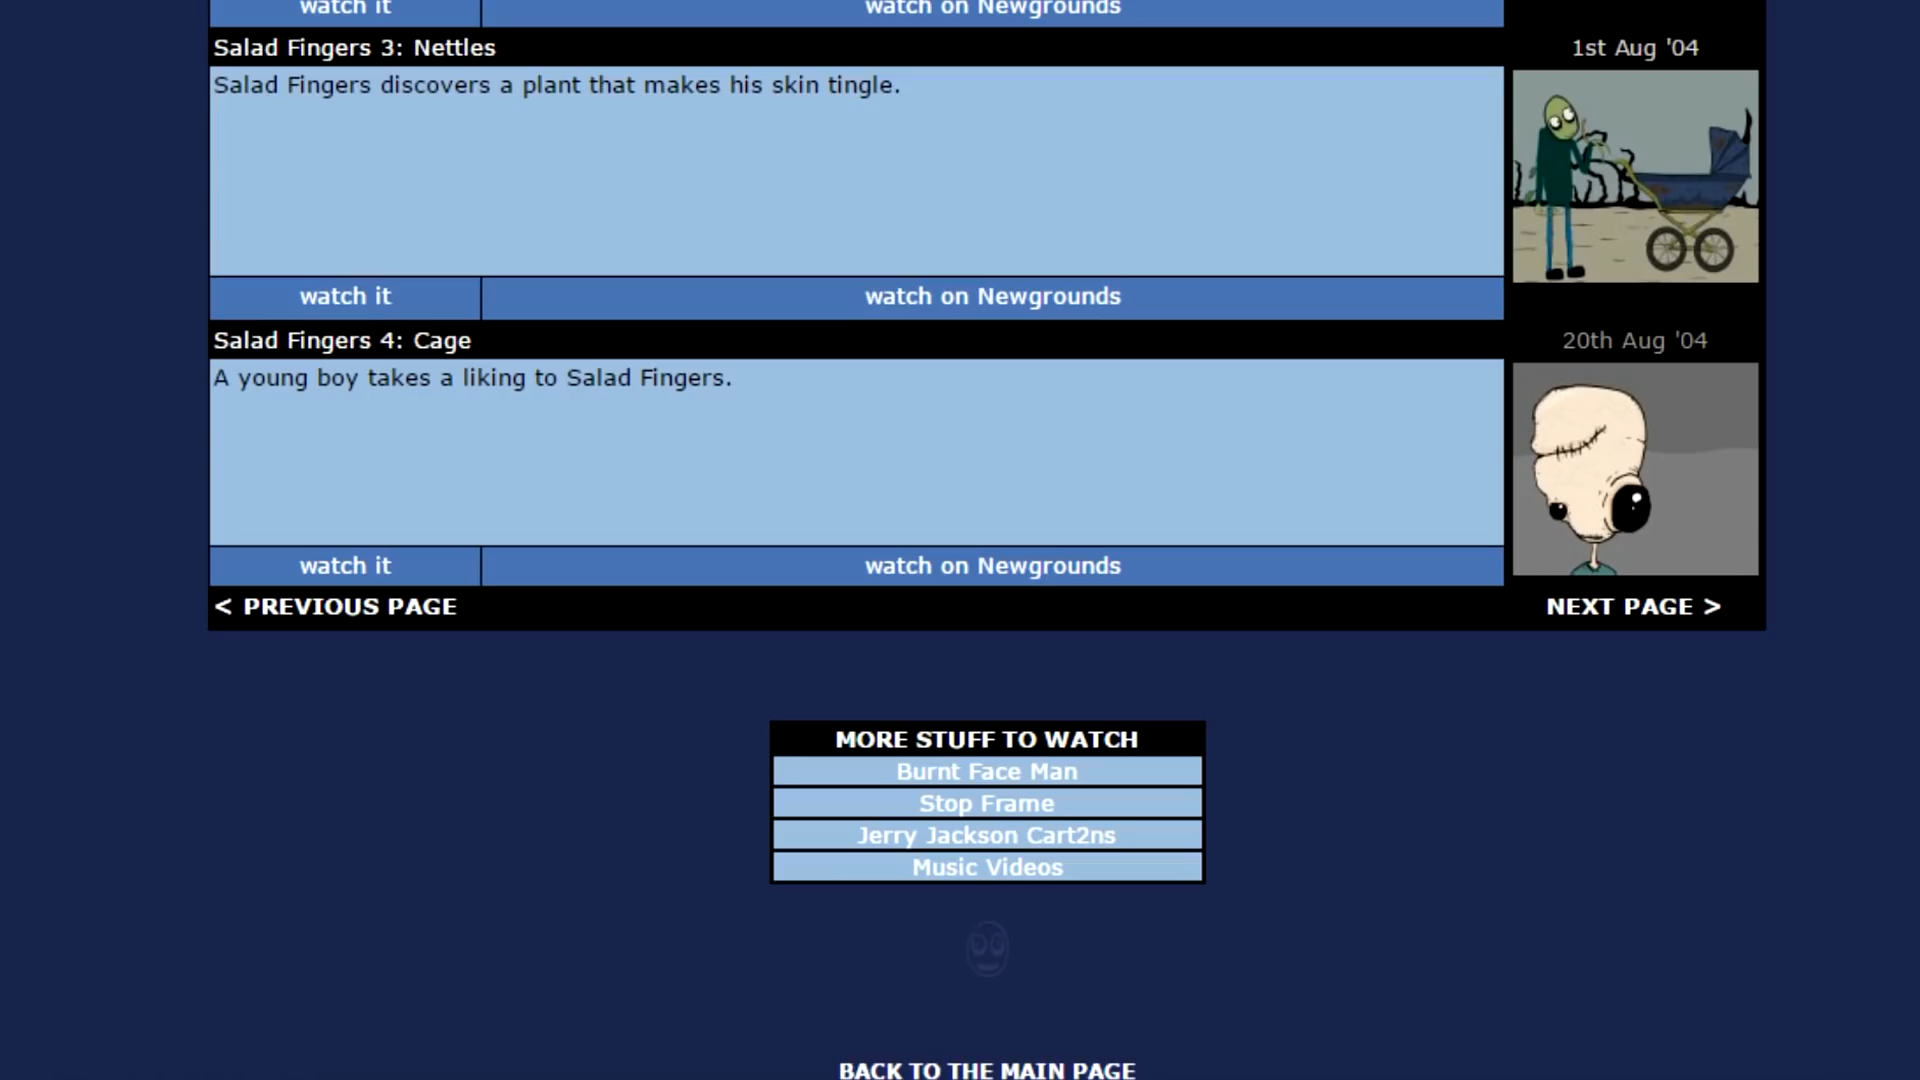 watch it
watch on Newgrounds
Salad Fingers 3: Nettles
1st Aug '04
Salad Fingers discovers a plant that makes his skin tingle.
watch it
watch on Newgrounds
Salad Fingers 4: Cage
20th Aug '04
A young boy takes a liking to Salad Fingers.
watch it
watch on Newgrounds
< PREVIOUS PAGE
NEXT PAGE >
MORE STUFF TO WATCH
Burnt Face Man
Stop Frame
Jerry Jackson Cart2ns
Music Videos
BACK TO THE MAIN PAGE